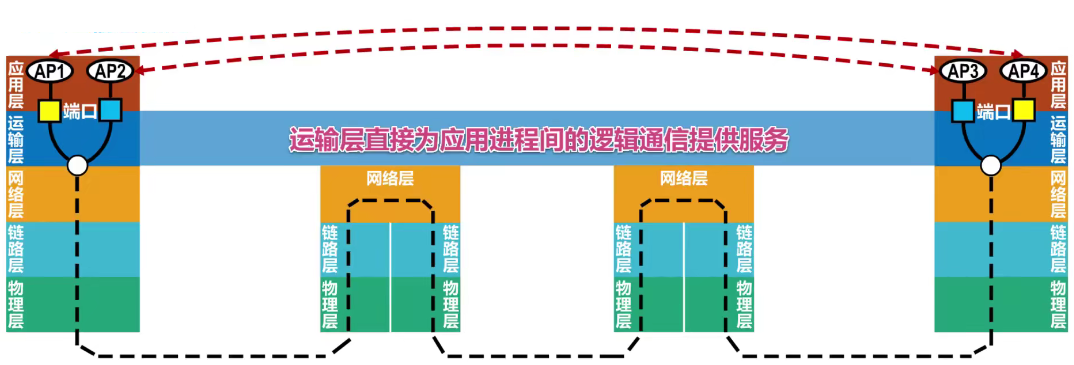 应用层
AP1
AP2
端口
运输层
网络层
链路层
物理层
运输层直接为应用进程间的逻辑通信提供服务
网络层
链路层
链路层
物理层
物理层
网络层
链路层
链路层
物理层
物理层
AP3
AP4
端口
应用层
运输层
网络层
链路层
物理层